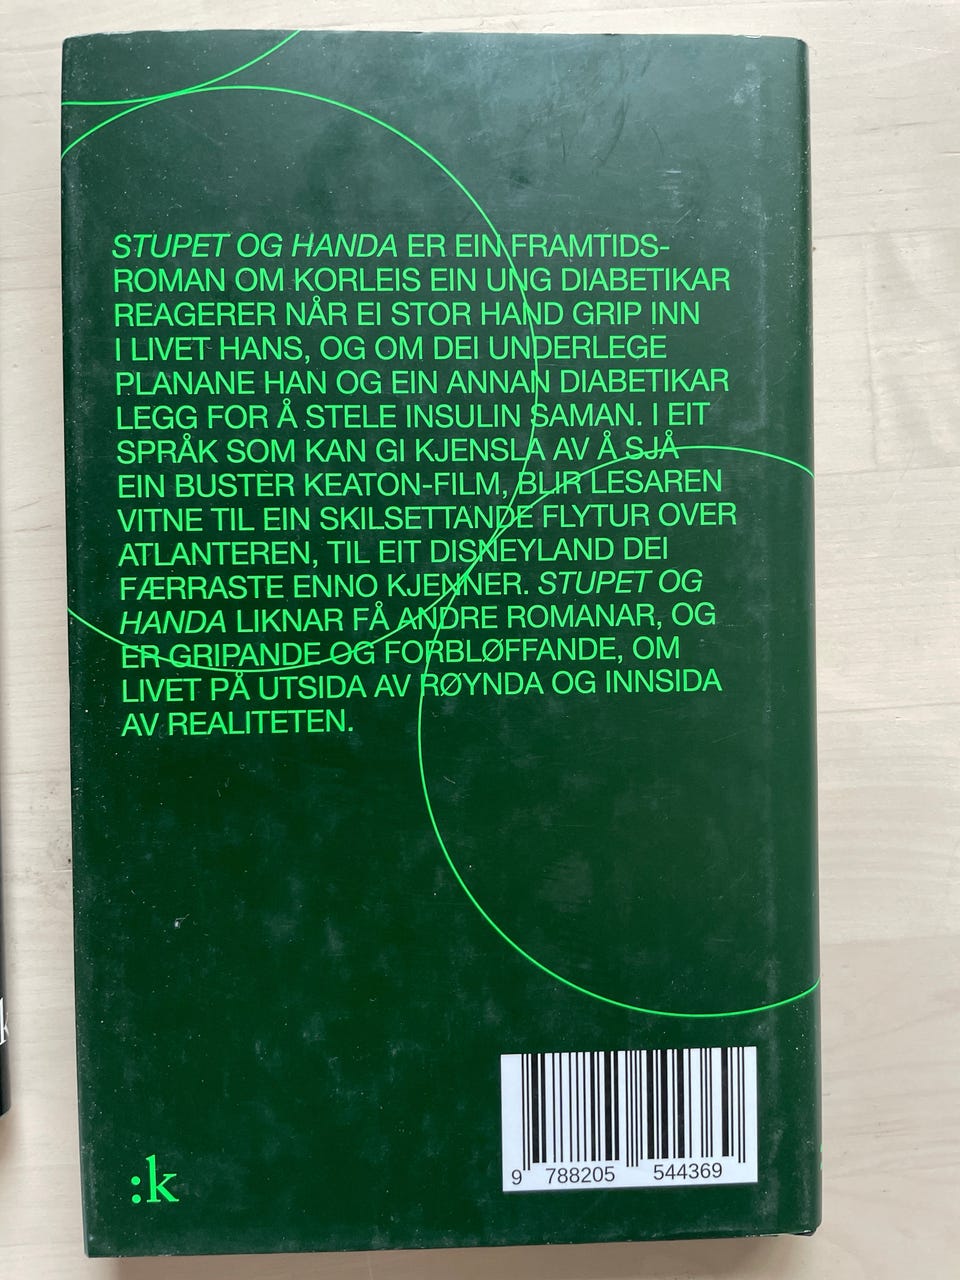 STUPET OG HANDA ER EIN FRAMTIDS-
ROMAN OM KORLEIS EIN UNG DIABETIKAR
REAGERER NÅR EI STOR HAND GRIP INN
I LIVET HANS, OG OM DEI UNDERLEGE
PLANANE HAN OG EIN ANNAN DIABETIKAR
LEGG FOR Å STELE INSULIN SAMAN. I EIT
SPRÅK SOM KAN GI KJENSLA AV Å SJÅ
EIN BUSTER KEATON-FILM, BLIR LESAREN
VITNE TIL EIN SKILSETTANDE FLYTUR OVER
ATLANTEREN, TIL EIT DISNEYLAND DEI
FÆRRASTE ENNO KJENNER. STUPET OG
HANDA LIKNAR FÅ ANDRE ROMANAR, OG
ER GRIPANDE OG FORBLØFFANDE, OM
LIVET PÅ UTSIDA AV RØYNDA OG INNSIDA
AV REALITETEN.
9 788205 544369
:k
k